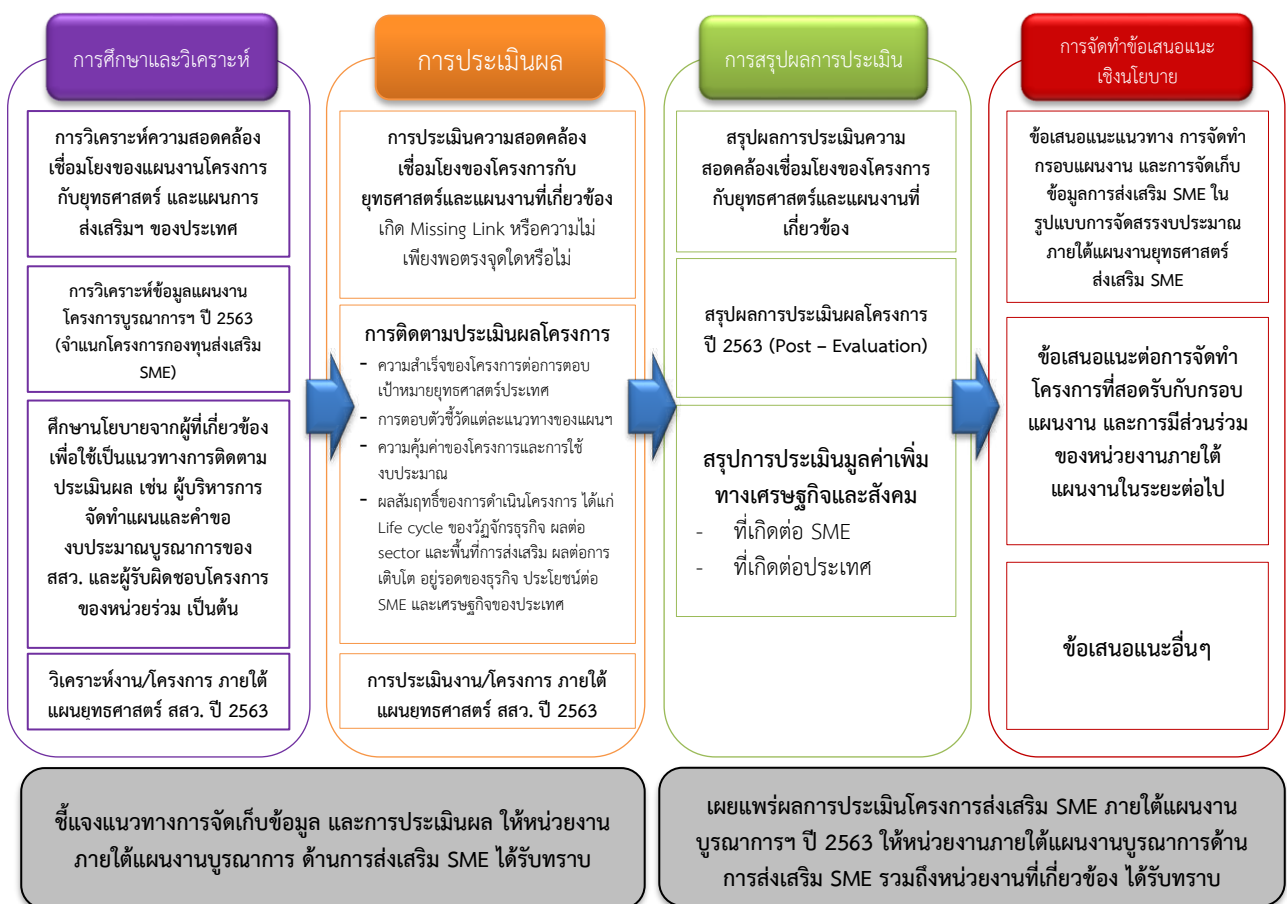 การศึกษาและวิเคราะห์
การวิเคราะห์ความสอดคล้อง
เชื่อมโยงของแผนงานโครงการ
กับยุทธศาสตร์ และแผนการ
ส่งเสริมฯ ของประเทศ
การวิเคราะห์ข้อมูลแผนงาน
โครงการบูรณาการฯ ปี 2563
(จำแนกโครงการกองทุนส่งเสริม
SME)
ศึกษานโยบายจากผู้ที่เกี่ยวข้อง
เพื่อใช้เป็นแนวทางการติดตาม
ประเมินผล เช่น ผู้บริหารการ
จัดทำแผนและคำขอ
งบประมาณบูรณาการของ
สสว. และผู้รับผิดชอบโครงการ
ของหน่วยร่วม เป็นต้น
วิเคราะห์งาน/โครงการ ภายใต้
แผนยุทธศาสตร์ สสว. ปี 2563
การประเมินผล
การประเมินความสอดคล้อง
เชื่อมโยงของโครงการกับ
ยุทธศาสตร์และแผนงานที่เกี่ยวข้อง
เกิด Missing Link หรือความไม่
เพียงพอตรงจุดใดหรือไม่
การติดตามประเมินผลโครงการ
- ความสำเร็จของโครงการต่อการตอบ
เป้าหมายยุทธศาสตร์ประเทศ
- การตอบตัวชี้วัดแต่ละแนวทางของแผนฯ
- ความคุ้มค่าของโครงการและการใช้
งบประมาณ
- ผลสัมฤทธิ์ของการดำเนินโครงการ ได้แก่
Life cycle ของวัฏจักรธุรกิจ ผลต่อ
sector และพื้นที่การส่งเสริม ผลต่อการ
เติบโต อยู่รอดของธุรกิจ ประโยชน์ต่อ
SME และเศรษฐกิจของประเทศ
การประเมินงาน/โครงการ ภายใต้
แผนยุทธศาสตร์ สสว. ปี 2563
การสรุปผลการประเมิน
สรุปผลการประเมินความ
สอดคล้องเชื่อมโยงของโครงการ
กับยุทธศาสตร์และแผนงานที่
เกี่ยวข้อง
สรุปผลการประเมินผลโครงการ
ปี 2563 (Post – Evaluation)
สรุปการประเมินมูลค่าเพิ่ม
ทางเศรษฐกิจและสังคม
- ที่เกิดต่อ SME
- ที่เกิดต่อประเทศ
การจัดทำข้อเสนอแนะ
เชิงนโยบาย
ข้อเสนอแนะแนวทาง การจัดทำ
กรอบแผนงาน และการจัดเก็บ
ข้อมูลการส่งเสริม SME ใน
รูปแบบการจัดสรรงบประมาณ
ภายใต้แผนงานยุทธศาสตร์
ส่งเสริม SME
ข้อเสนอแนะต่อการจัดทำ
โครงการที่สอดรับกับกรอบ
แผนงาน และการมีส่วนร่วม
ของหน่วยงานภายใต้
แผนงานในระยะต่อไป
ข้อเสนอแนะอื่นๆ
ชี้แจงแนวทางการจัดเก็บข้อมูล และการประเมินผล ให้หน่วยงาน
ภายใต้แผนงานบูรณาการ ด้านการส่งเสริม SME ได้รับทราบ
เผยแพร่ผลการประเมินโครงการส่งเสริม SME ภายใต้แผนงาน
บูรณาการฯ ปี 2563 ให้หน่วยงานภายใต้แผนงานบูรณาการด้าน
การส่งเสริม SME รวมถึงหน่วยงานที่เกี่ยวข้อง ได้รับทราบ